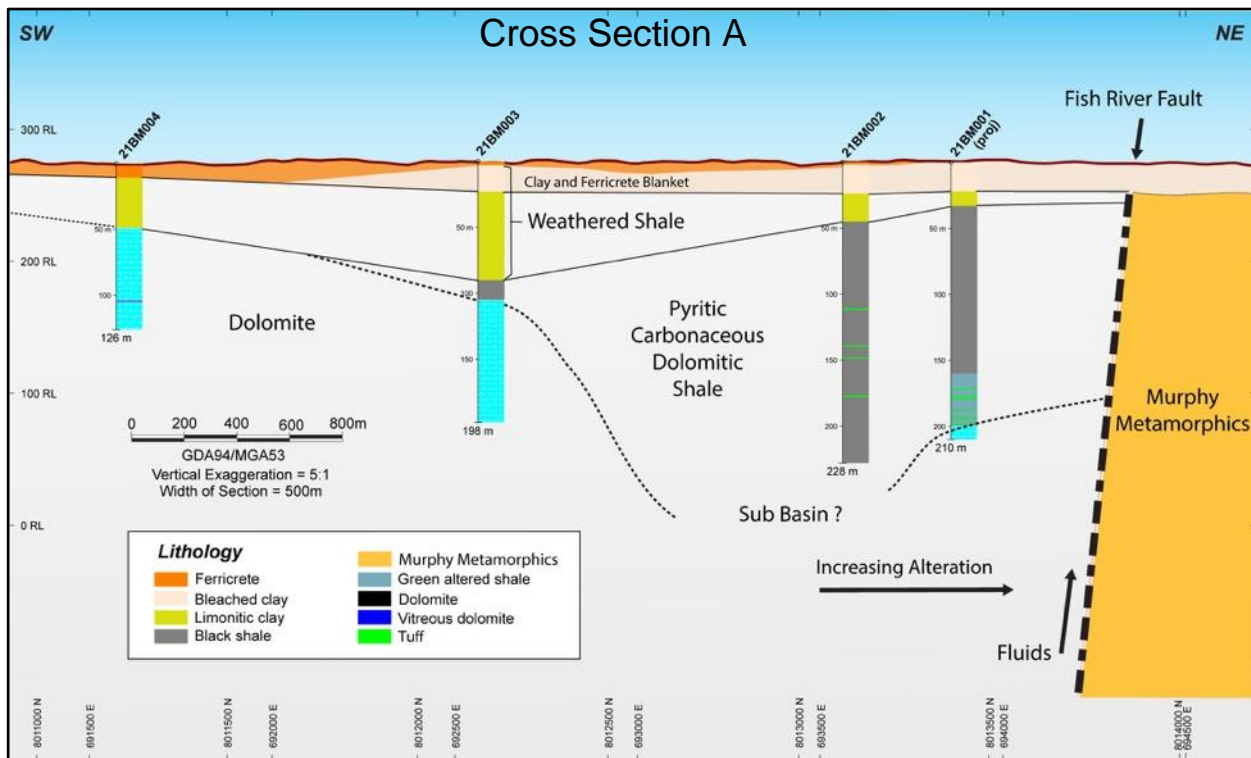 Cross Section A
SW
NE
Fish River Fault
21BM004
21BM003
21BM002
21BM001
(proj)
300 RL
200 RL
100 RL
0 RL
Clay and Ferricrete Blanket
Weathered Shale
50m
100
126 m
50m
100
150
198 m
50m
100
150
200
228 m
50m
100
150
200
210 m
Dolomite
Pyritic
Carbonaceous
Dolomitic
Shale
Murphy
Metamorphics
0 200 400 600 800m
GDA94/MGA53
Vertical Exaggeration = 5:1
Width of Section = 500m
Sub Basin ?
Increasing Alteration
Fluids
Lithology
Ferricrete
Bleached clay
Limonitic clay
Black shale
Murphy Metamorphics
Green altered shale
Dolomite
Vitreous dolomite
Tuff
8011000 N
691500 E
8011500 N
692000 E
8012000 N
692500 E
8012500 N
693000 E
8013000 N
693500 E
8013500 N
694000 E
8014000 N
694500 E